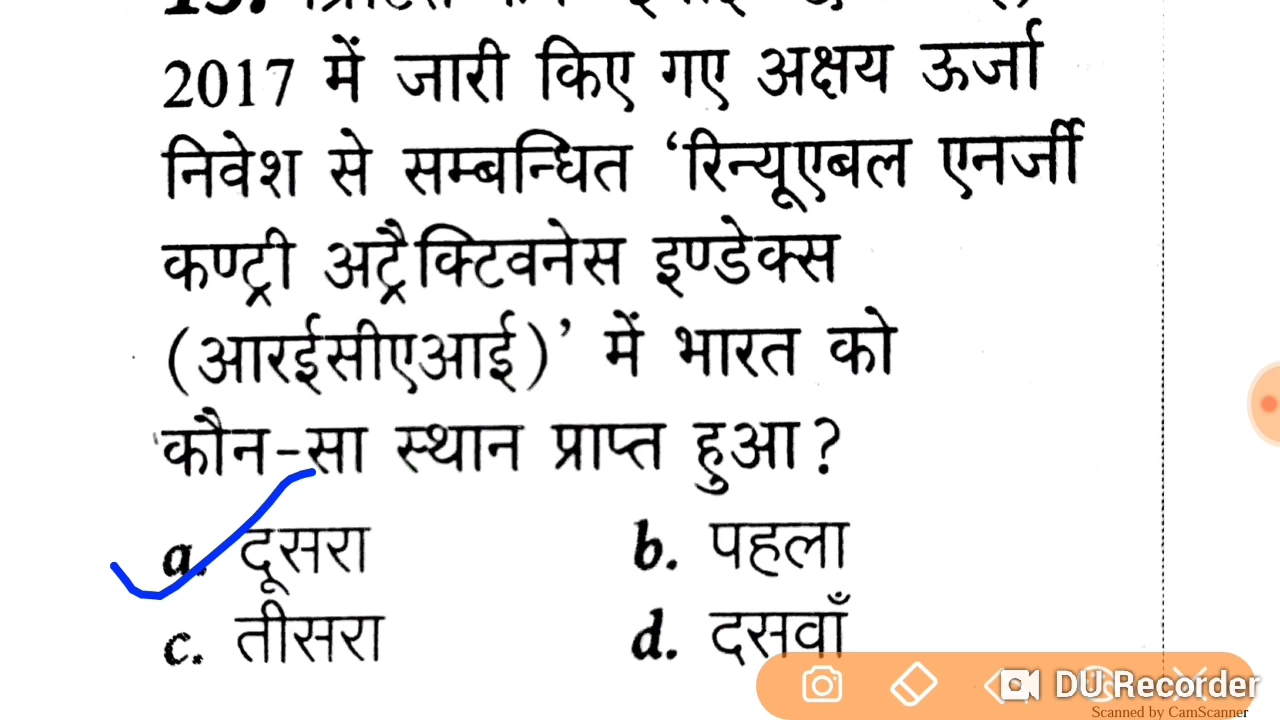 2017 में जारी किए गए अक्षय ऊर्जा
निवेश से सम्बन्धित ‘रिन्यूएबल एनर्जी
कण्ट्री अट्रैक्टिवनेस इण्डेक्स
(आरईसीएआई)’ में भारत को
कौन-सा स्थान प्राप्त हुआ?
a. दूसरा b. पहला
c. तीसरा d. दसवाँ
DU Recorder
Scanned by CamScanner